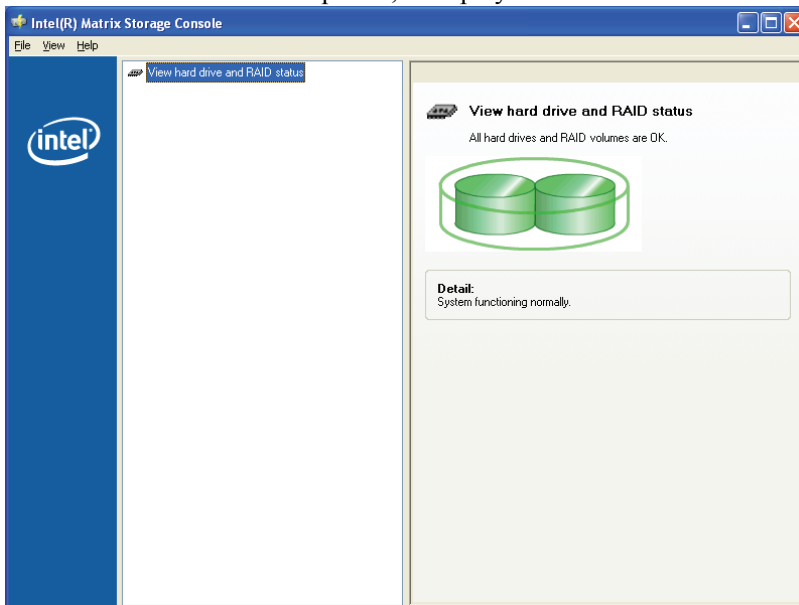 Intel(R) Matrix Storage Console
File View Help
View hard drive and RAID status
intel
View hard drive and RAID status
All hard drives and RAID volumes are OK.
Detail:
System functioning normally.